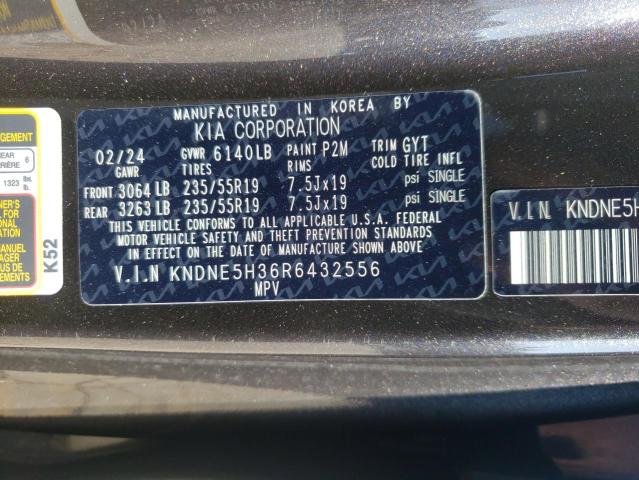 MANUFACTURED IN KOREA BY
KIA CORPORATION
02/24 GVWR 6140LB PAINT P2M TRIM GYT
GAWR TIRES RIMS COLD TIRE INFL
FRONT 3064 LB 235/55R19 7.5Jx19 psi SINGLE
REAR 3263 LB 235/55R19 7.5Jx19 psi SINGLE
THIS VEHICLE CONFORMS TO ALL APPLICABLE U.S.A. FEDERAL
MOTOR VEHICLE SAFETY AND THEFT PREVENTION STANDARDS
IN EFFECT ON THE DATE OF MANUFACTURE SHOWN ABOVE.
V.I.N KNDNE5H36R6432556
MPV
K52
1323
6
MANUEL
V.I.N. KNDNE5H